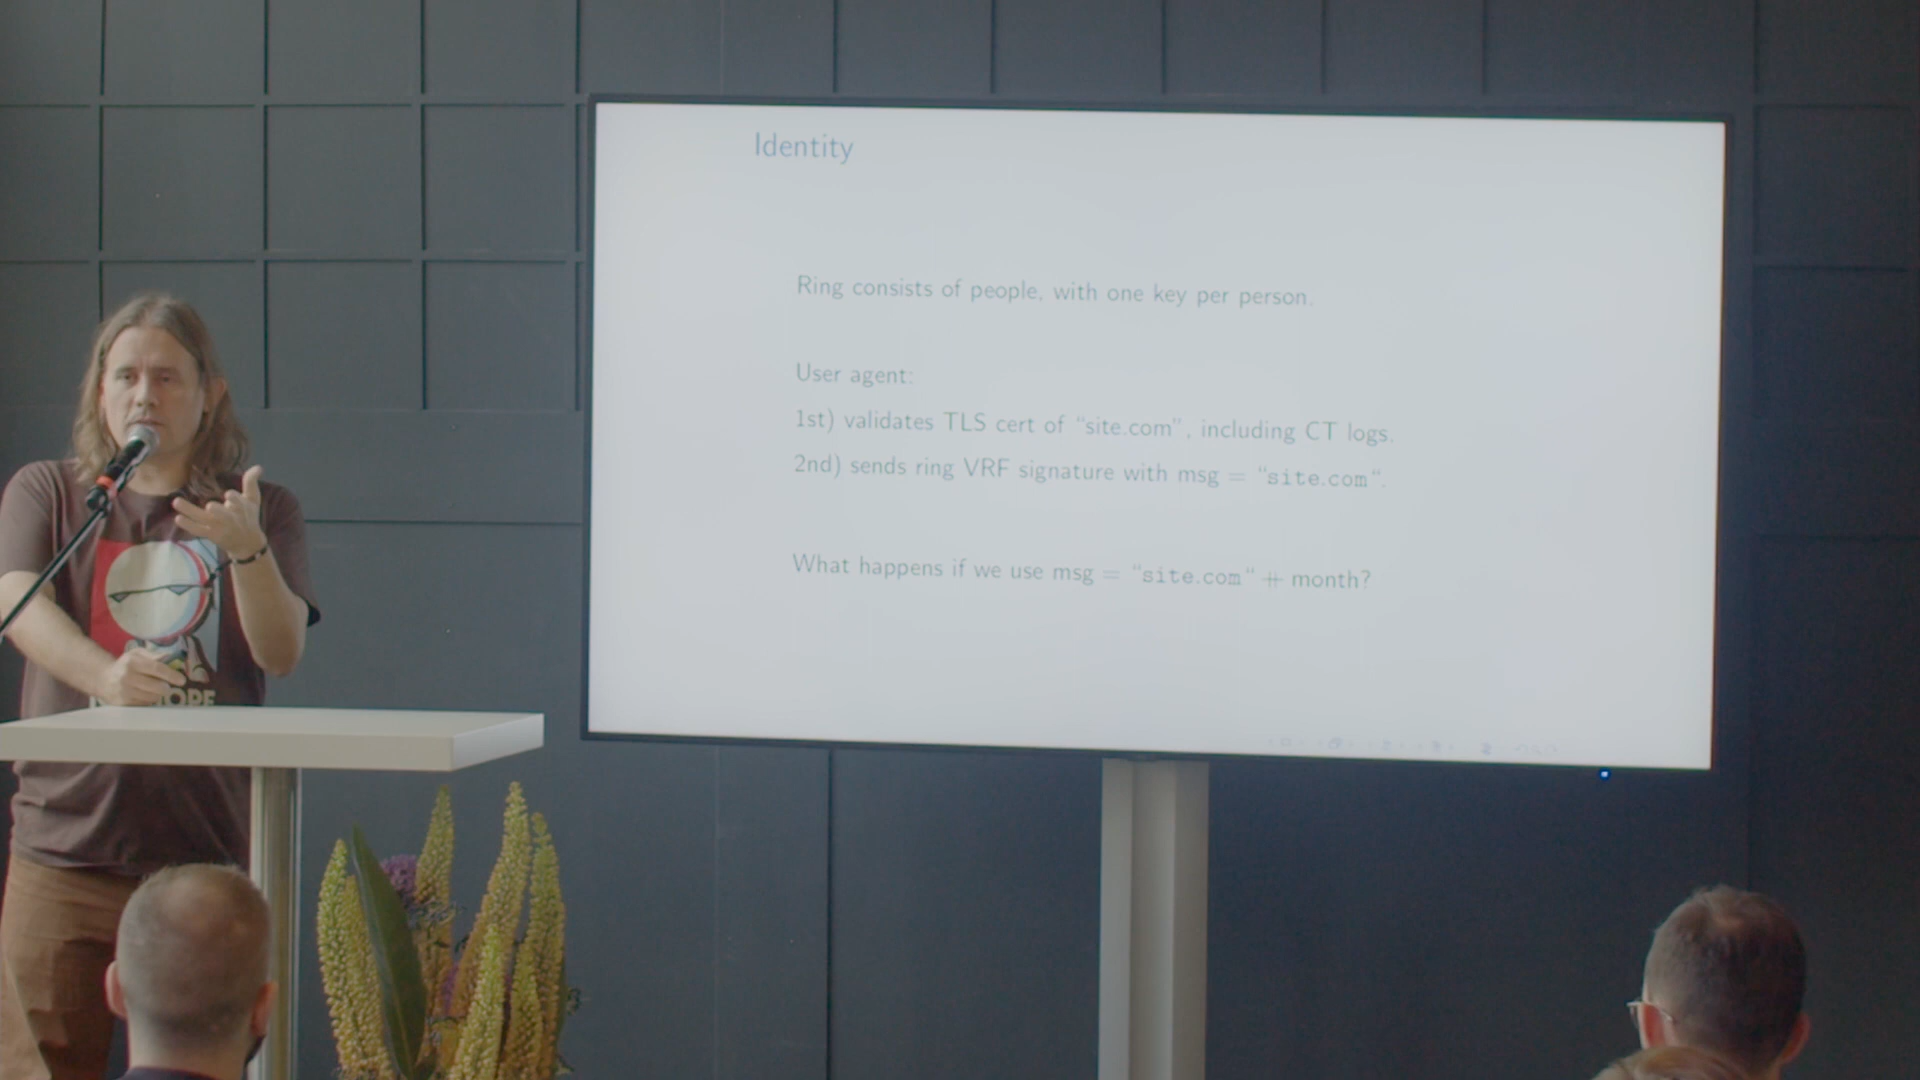 Identity
Ring consists of people, with one key per person.
User agent:
1st) validates TLS cert of “site.com”, including CT logs.
2nd) sends ring VRF signature with msg = “site.com“.
What happens if we use msg = “site.com“ ++ month?